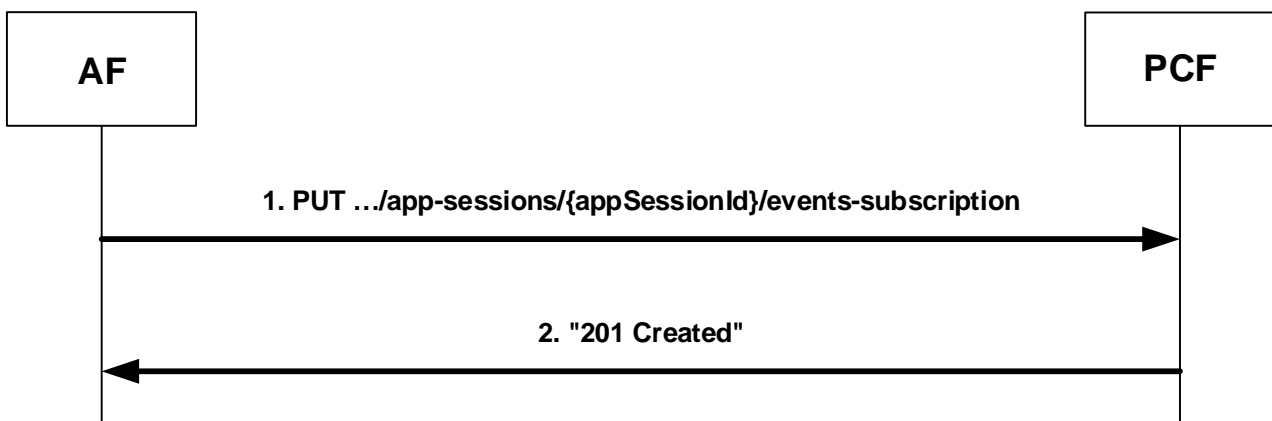 AF
PCF
1. PUT …/app-sessions/{appSessionId}/events-subscription
2. "201 Created"